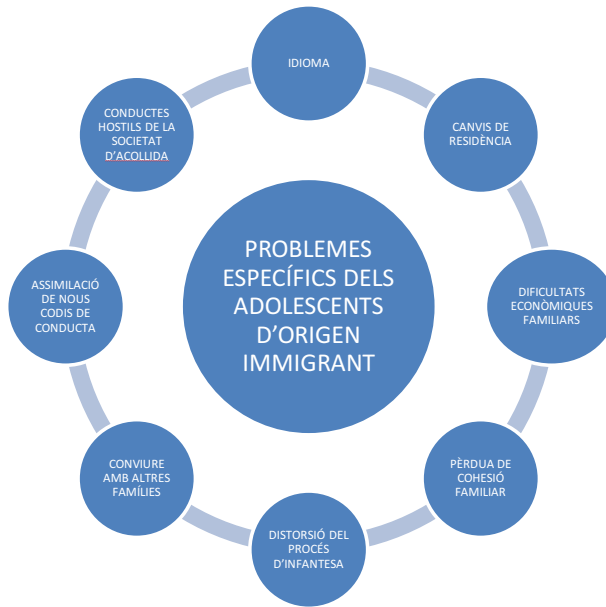 IDIOMA
CANVIS DE
RESIDÈNCIA
DIFICULTATS
ECONÒMIQUES
FAMILIARS
PÈRDUA DE
COHESIÓ
FAMILIAR
DISTORSIÓ DEL
PROCÉS
D'INFANTESA
CONVIURE
AMB ALTRES
FAMÍLIES
ASSIMILACIÓ
DE NOUS
CODIS DE
CONDUCTA
CONDUCTES
HOSTILS DE LA
SOCIETAT
D'ACOLLIDA
PROBLEMES
ESPECÍFICS DELS
ADOLESCENTS
D'ORIGEN
IMMIGRANT